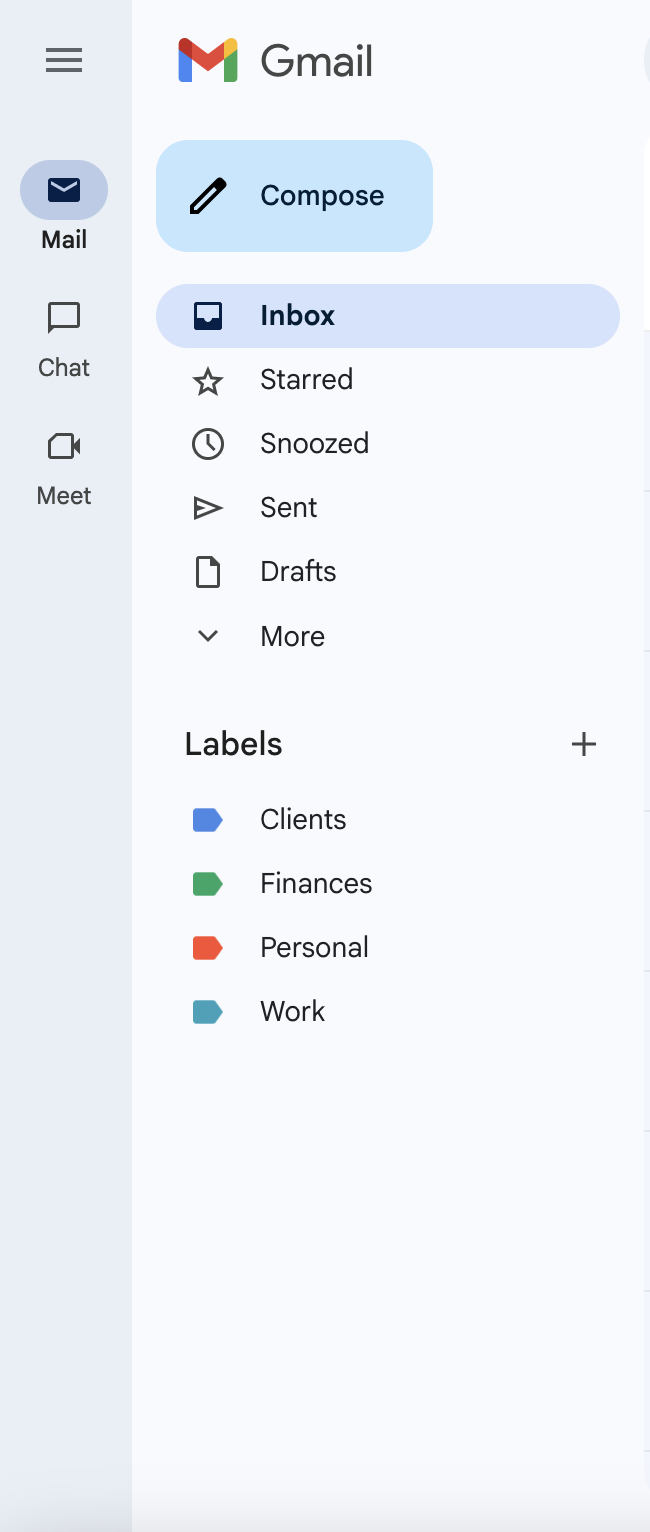 Gmail
Mail
Chat
Meet
Compose
Inbox
Starred
Snoozed
Sent
Drafts
More
Labels
Clients
Finances
Personal
Work